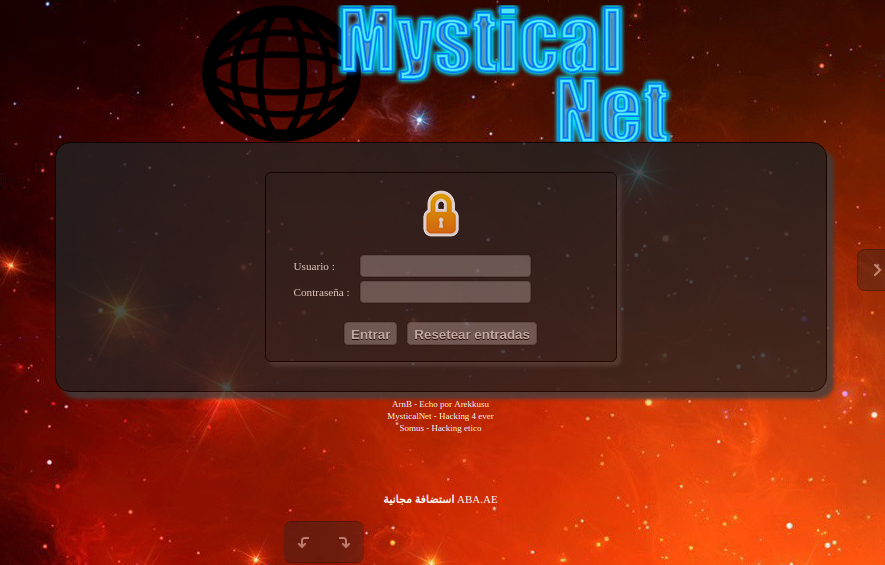 Mystical
Net
Usuario :
Contraseña :
Entrar
Resetear entradas
ArnB - Echo por Arekkusu
MysticalNet - Hacking 4 ever
Somus - Hacking etico
استضافة مجانية ABA.AE